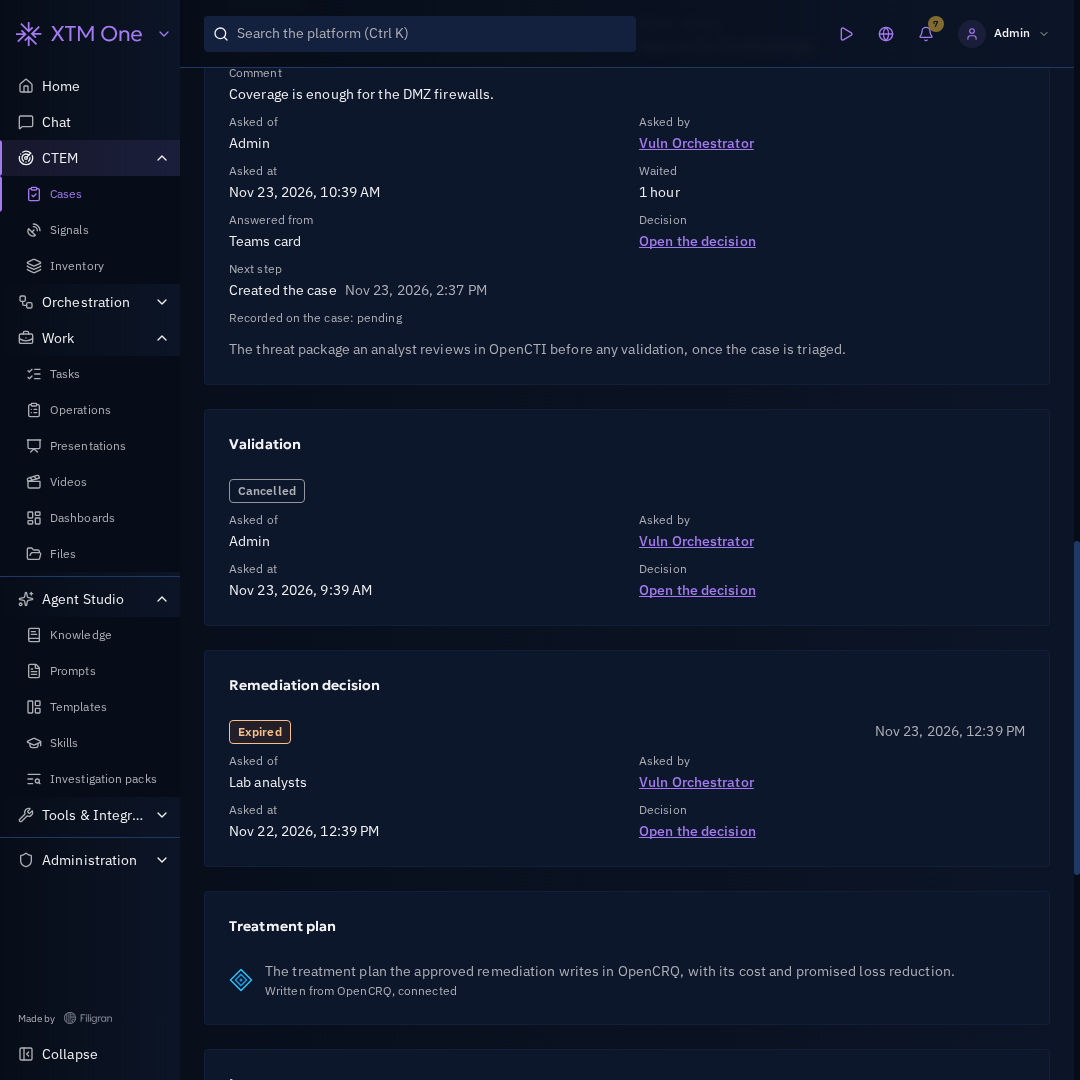 XTM One
Search the platform (Ctrl K)
7
Admin
Home
Chat
CTEM
Cases
Signals
Inventory
Orchestration
Work
Tasks
Operations
Presentations
Videos
Dashboards
Files
Agent Studio
Knowledge
Prompts
Templates
Skills
Investigation packs
Tools & Integr...
Administration
Made by Filigran
Collapse
Comment
Coverage is enough for the DMZ firewalls.
Asked of
Admin
Asked by
Vuln Orchestrator
Asked at
Nov 23, 2026, 10:39 AM
Waited
1 hour
Answered from
Teams card
Decision
Open the decision
Next step
Created the case Nov 23, 2026, 2:37 PM
Recorded on the case: pending
The threat package an analyst reviews in OpenCTI before any validation, once the case is triaged.
Validation
Cancelled
Asked of
Admin
Asked by
Vuln Orchestrator
Asked at
Nov 23, 2026, 9:39 AM
Decision
Open the decision
Remediation decision
Expired
Nov 23, 2026, 12:39 PM
Asked of
Lab analysts
Asked by
Vuln Orchestrator
Asked at
Nov 22, 2026, 12:39 PM
Decision
Open the decision
Treatment plan
The treatment plan the approved remediation writes in OpenCRQ, with its cost and promised loss reduction.
Written from OpenCRQ, connected